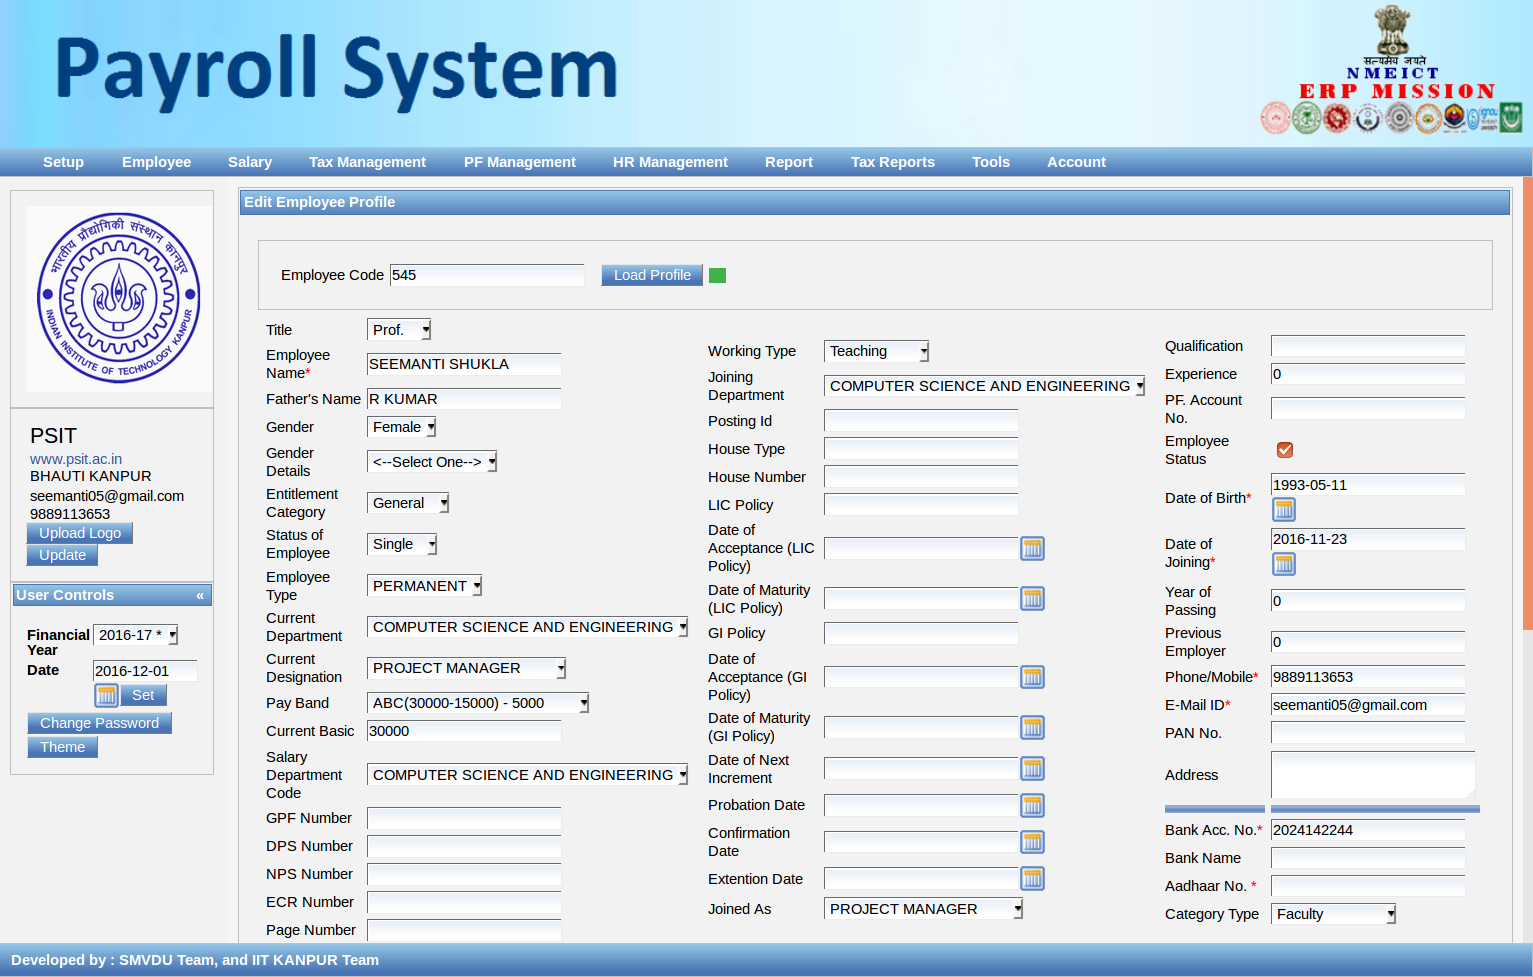 Payroll System
सत्यमेव जयते
NMEICT
ERP MISSION
Setup Employee Salary Tax Management PF Management HR Management Report Tax Reports Tools Account
भारतीय प्रौद्योगिकी संस्थान कानपुर
INDIAN INSTITUTE OF TECHNOLOGY KANPUR
PSIT
www.psit.ac.in
BHAUTI KANPUR
seemanti05@gmail.com
9889113653
Upload Logo
Update
User Controls «
Financial Year 2016-17 *
Date 2016-12-01
Set
Change Password
Theme
Edit Employee Profile
Employee Code 545 Load Profile
Title Prof.
Employee Name* SEEMANTI SHUKLA
Father's Name R KUMAR
Gender Female
Gender Details <--Select One-->
Entitlement Category General
Status of Employee Single
Employee Type PERMANENT
Current Department COMPUTER SCIENCE AND ENGINEERING
Current Designation PROJECT MANAGER
Pay Band ABC(30000-15000) - 5000
Current Basic 30000
Salary Department Code COMPUTER SCIENCE AND ENGINEERING
GPF Number
DPS Number
NPS Number
ECR Number
Page Number
Working Type Teaching
Joining Department COMPUTER SCIENCE AND ENGINEERING
Posting Id
House Type
House Number
LIC Policy
Date of Acceptance (LIC Policy)
Date of Maturity (LIC Policy)
GI Policy
Date of Acceptance (GI Policy)
Date of Maturity (GI Policy)
Date of Next Increment
Probation Date
Confirmation Date
Extention Date
Joined As PROJECT MANAGER
Qualification
Experience 0
PF. Account No.
Employee Status
Date of Birth* 1993-05-11
Date of Joining* 2016-11-23
Year of Passing 0
Previous Employer 0
Phone/Mobile* 9889113653
E-Mail ID* seemanti05@gmail.com
PAN No.
Address
Bank Acc. No.* 2024142244
Bank Name
Aadhaar No. *
Category Type Faculty
Developed by : SMVDU Team, and IIT KANPUR Team